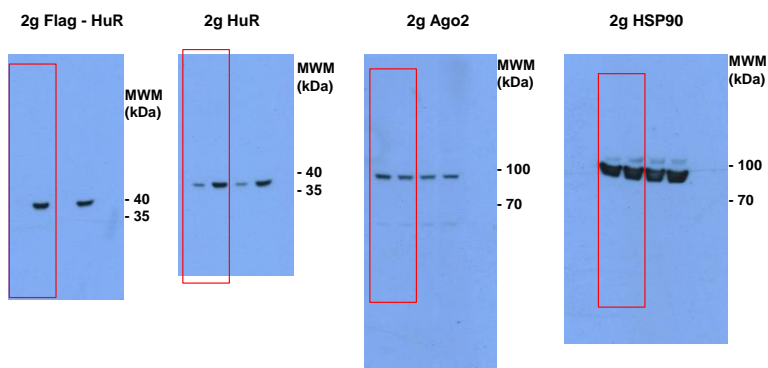 2g Flag - HuR
MWM
(kDa)
- 40
- 35
2g HuR
MWM
(kDa)
- 40
- 35
2g Ago2
MWM
(kDa)
- 100
- 70
2g HSP90
MWM
(kDa)
- 100
- 70